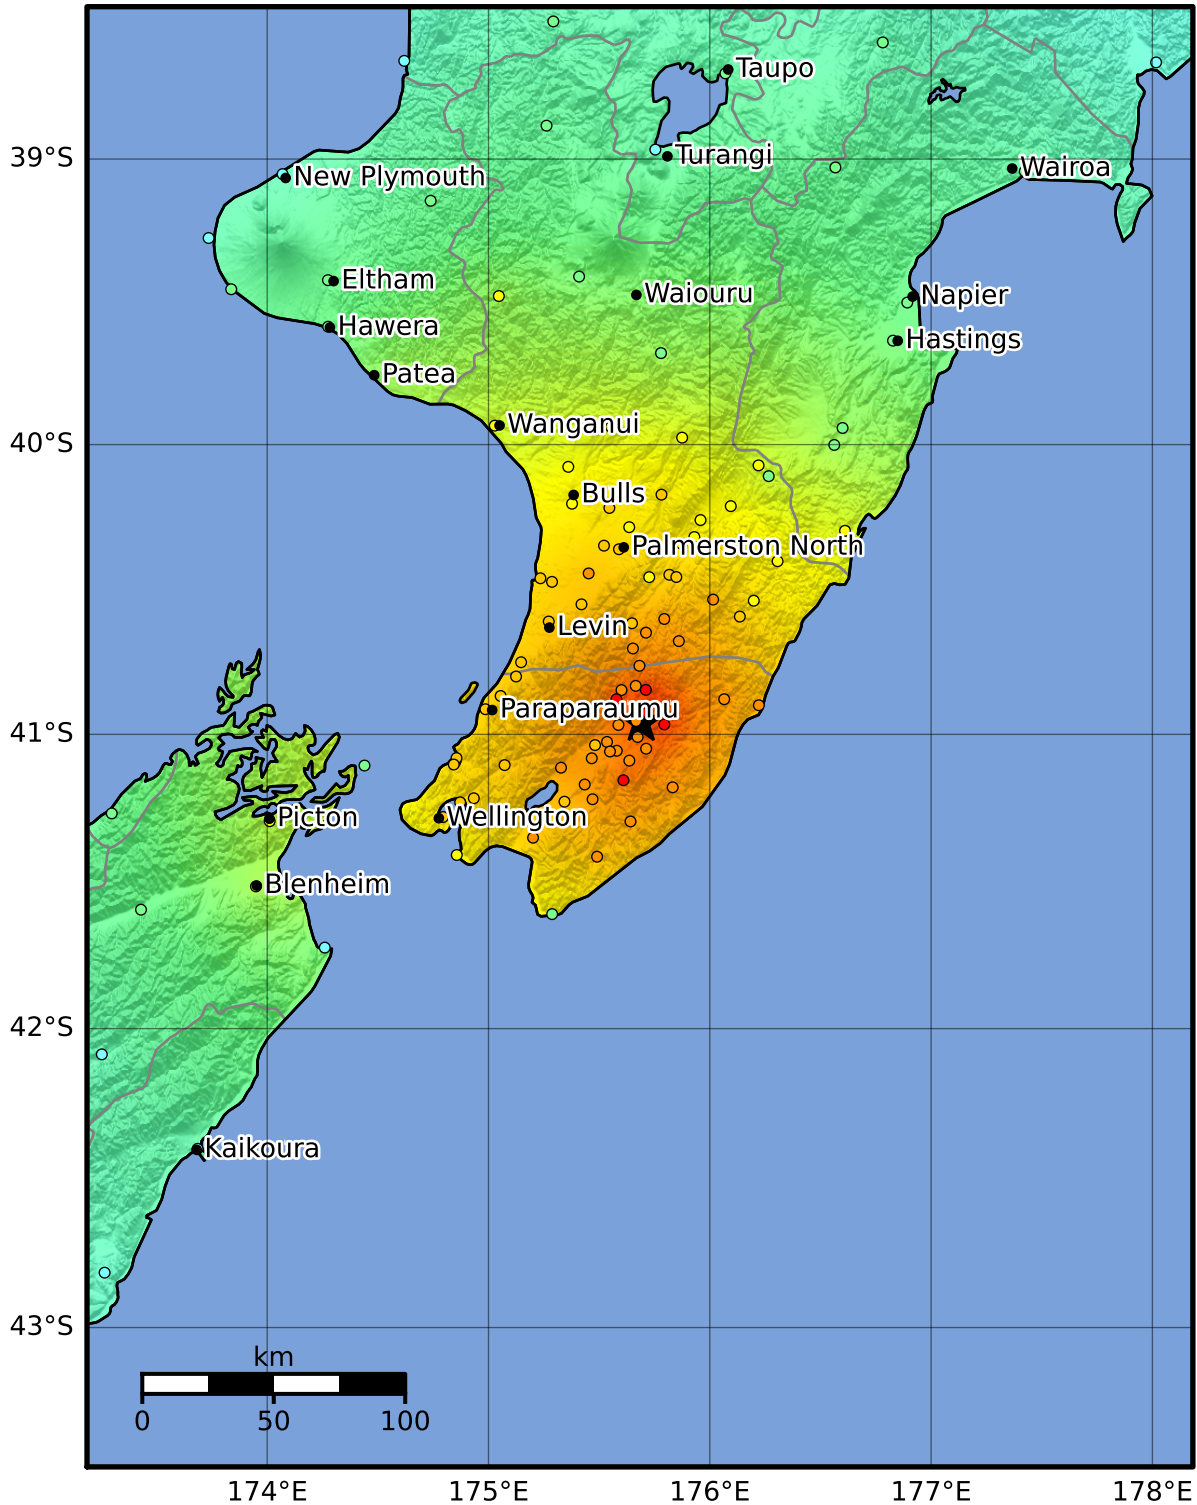 Taupo
Turangi
39°S
Wairoa
New Plymouth
Eltham
Waiouru
Napier
Hawera
Hastings
Patea
Wanganui
40°S
Bulls
Palmerston North
Levin
Paraparaumu
41°S
Picton
Wellington
Blenheim
42°S
Kaikoura
43°S
km
0 50 100
174°E 175°E 176°E 177°E 178°E